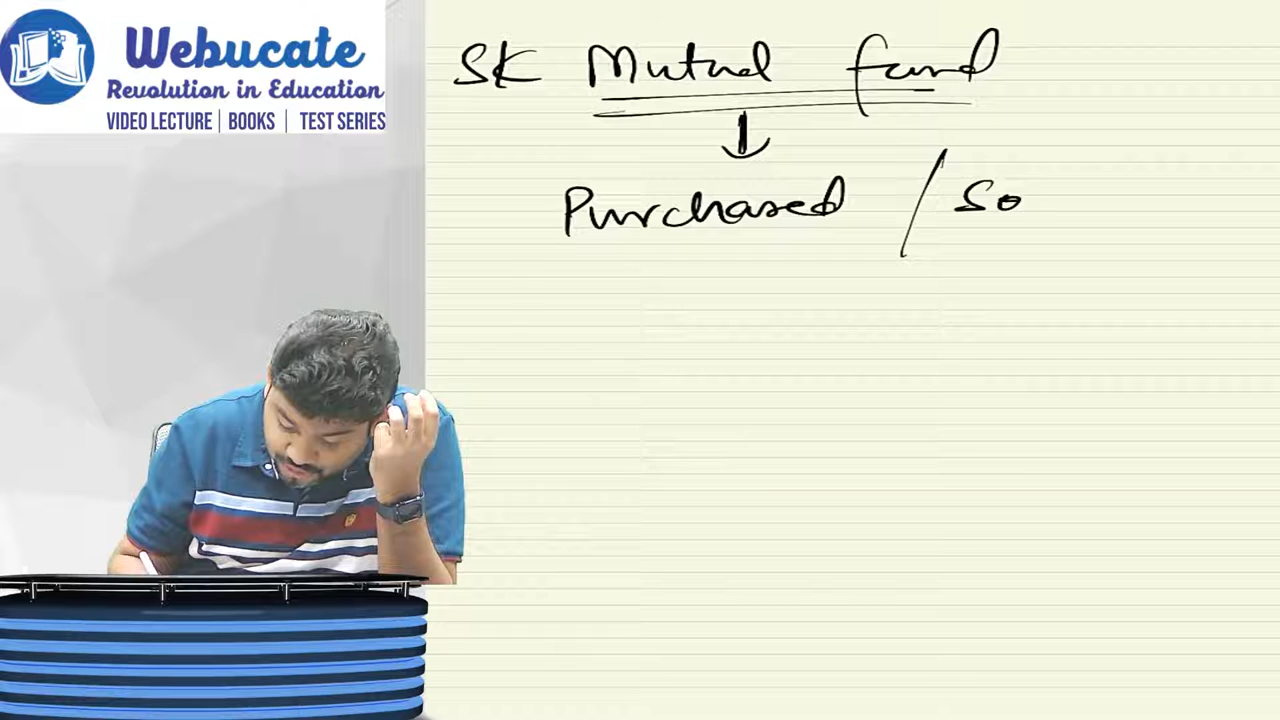 Webucate
Revolution in Education
VIDEO LECTURE | BOOKS | TEST SERIES
SK Mutual fund
Purchased / So